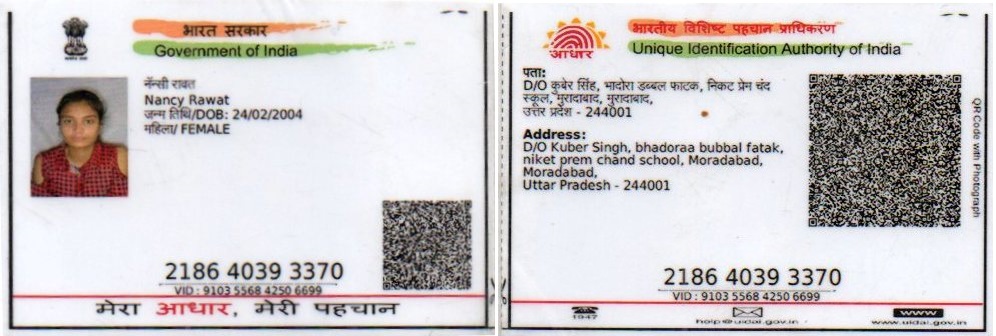 भारत सरकार
Government of India
नॅन्सी रावत
Nancy Rawat
जन्म तिथि/DOB: 24/02/2004
महिला/ FEMALE
2186 4039 3370
VID : 9103 5568 4250 6699
मेरा आधार, मेरी पहचान
आधार
भारतीय विशिष्ट पहचान प्राधिकरण
Unique Identification Authority of India
पता:
D/O कुबेर सिंह, भादोरा डब्बल फाटक, निकट प्रेम चंद
स्कूल, मुरादाबाद, मुरादाबाद,
उत्तर प्रदेश - 244001
Address:
D/O Kuber Singh, bhadoraa bubbal fatak,
niket prem chand school, Moradabad,
Moradabad,
Uttar Pradesh - 244001
QR Code with Photograph
2186 4039 3370
VID : 9103 5568 4250 6699
1947
help@uidai.gov.in
www
www.uidai.gov.in